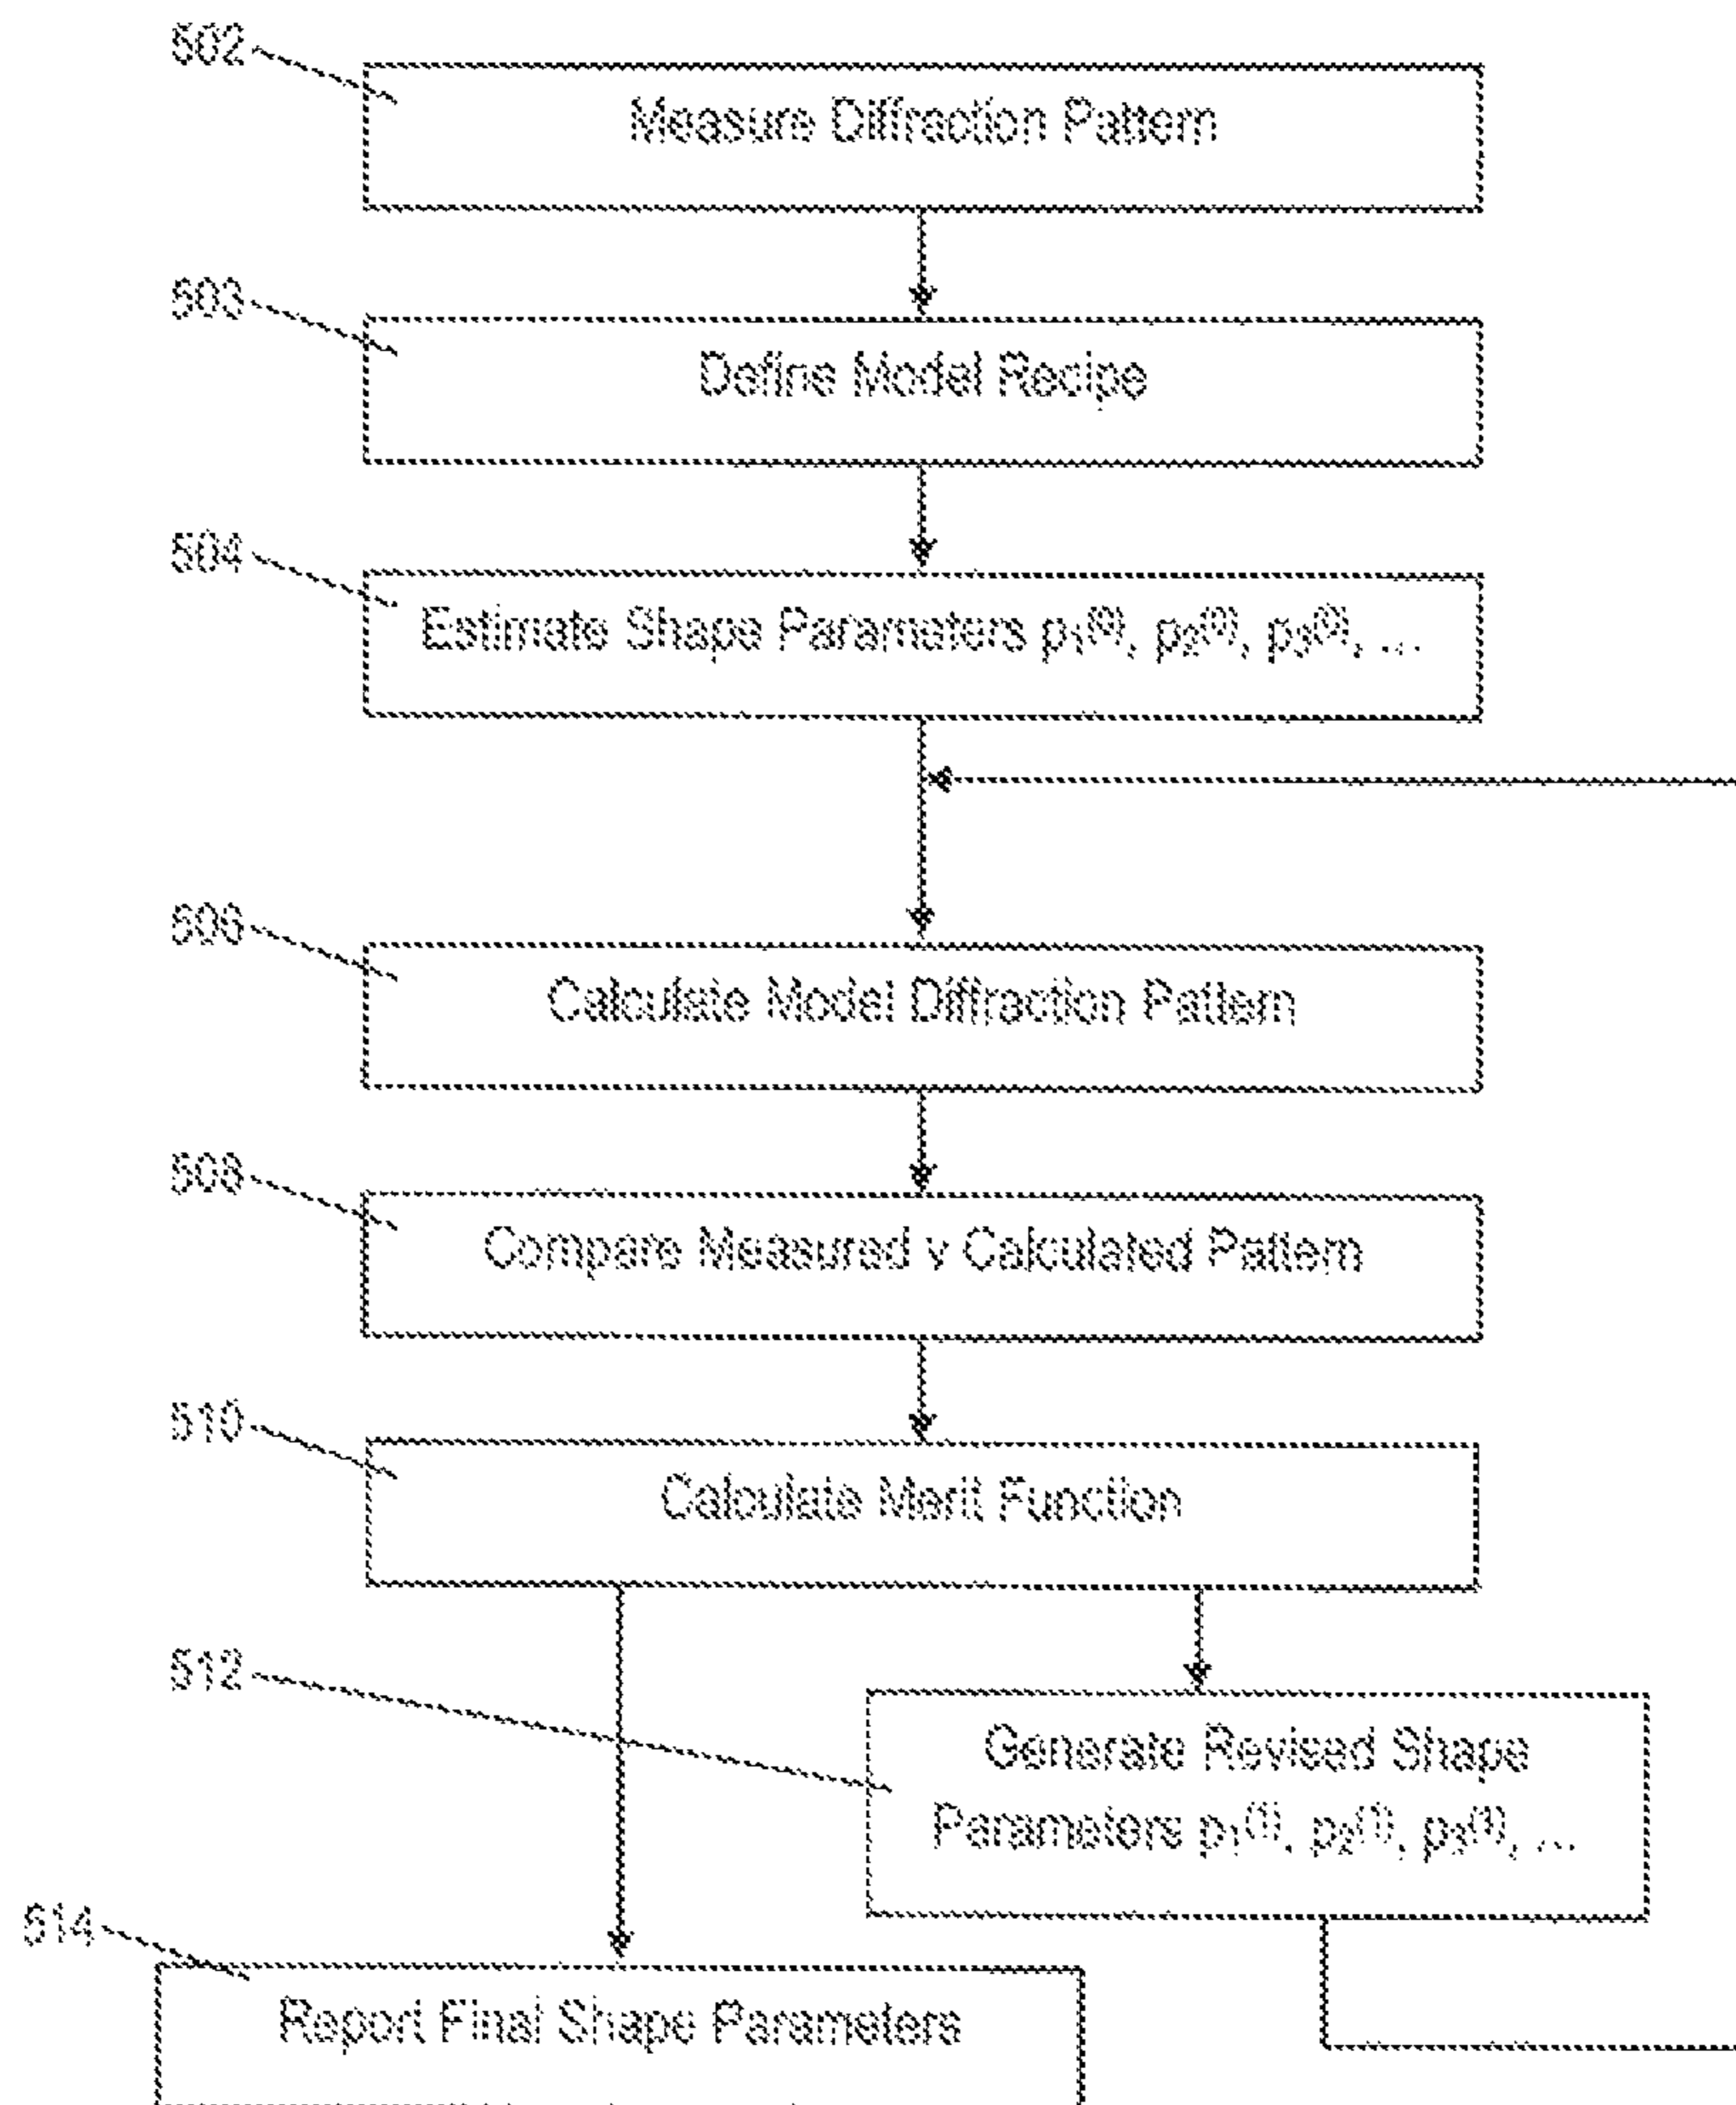 502
Measure Diffraction Pattern
503
Define Model Recipe
504
Estimate Shape Parameters p₁⁽⁰⁾, p₂⁽⁰⁾, p₃⁽⁰⁾, ...
506
Calculate Model Diffraction Pattern
508
Compare Measured v Calculated Pattern
510
Calculate Merit Function
512
Generate Revised Shape
Parameters p₁⁽¹⁾, p₂⁽¹⁾, p₃⁽¹⁾, ...
514
Report Final Shape Parameters